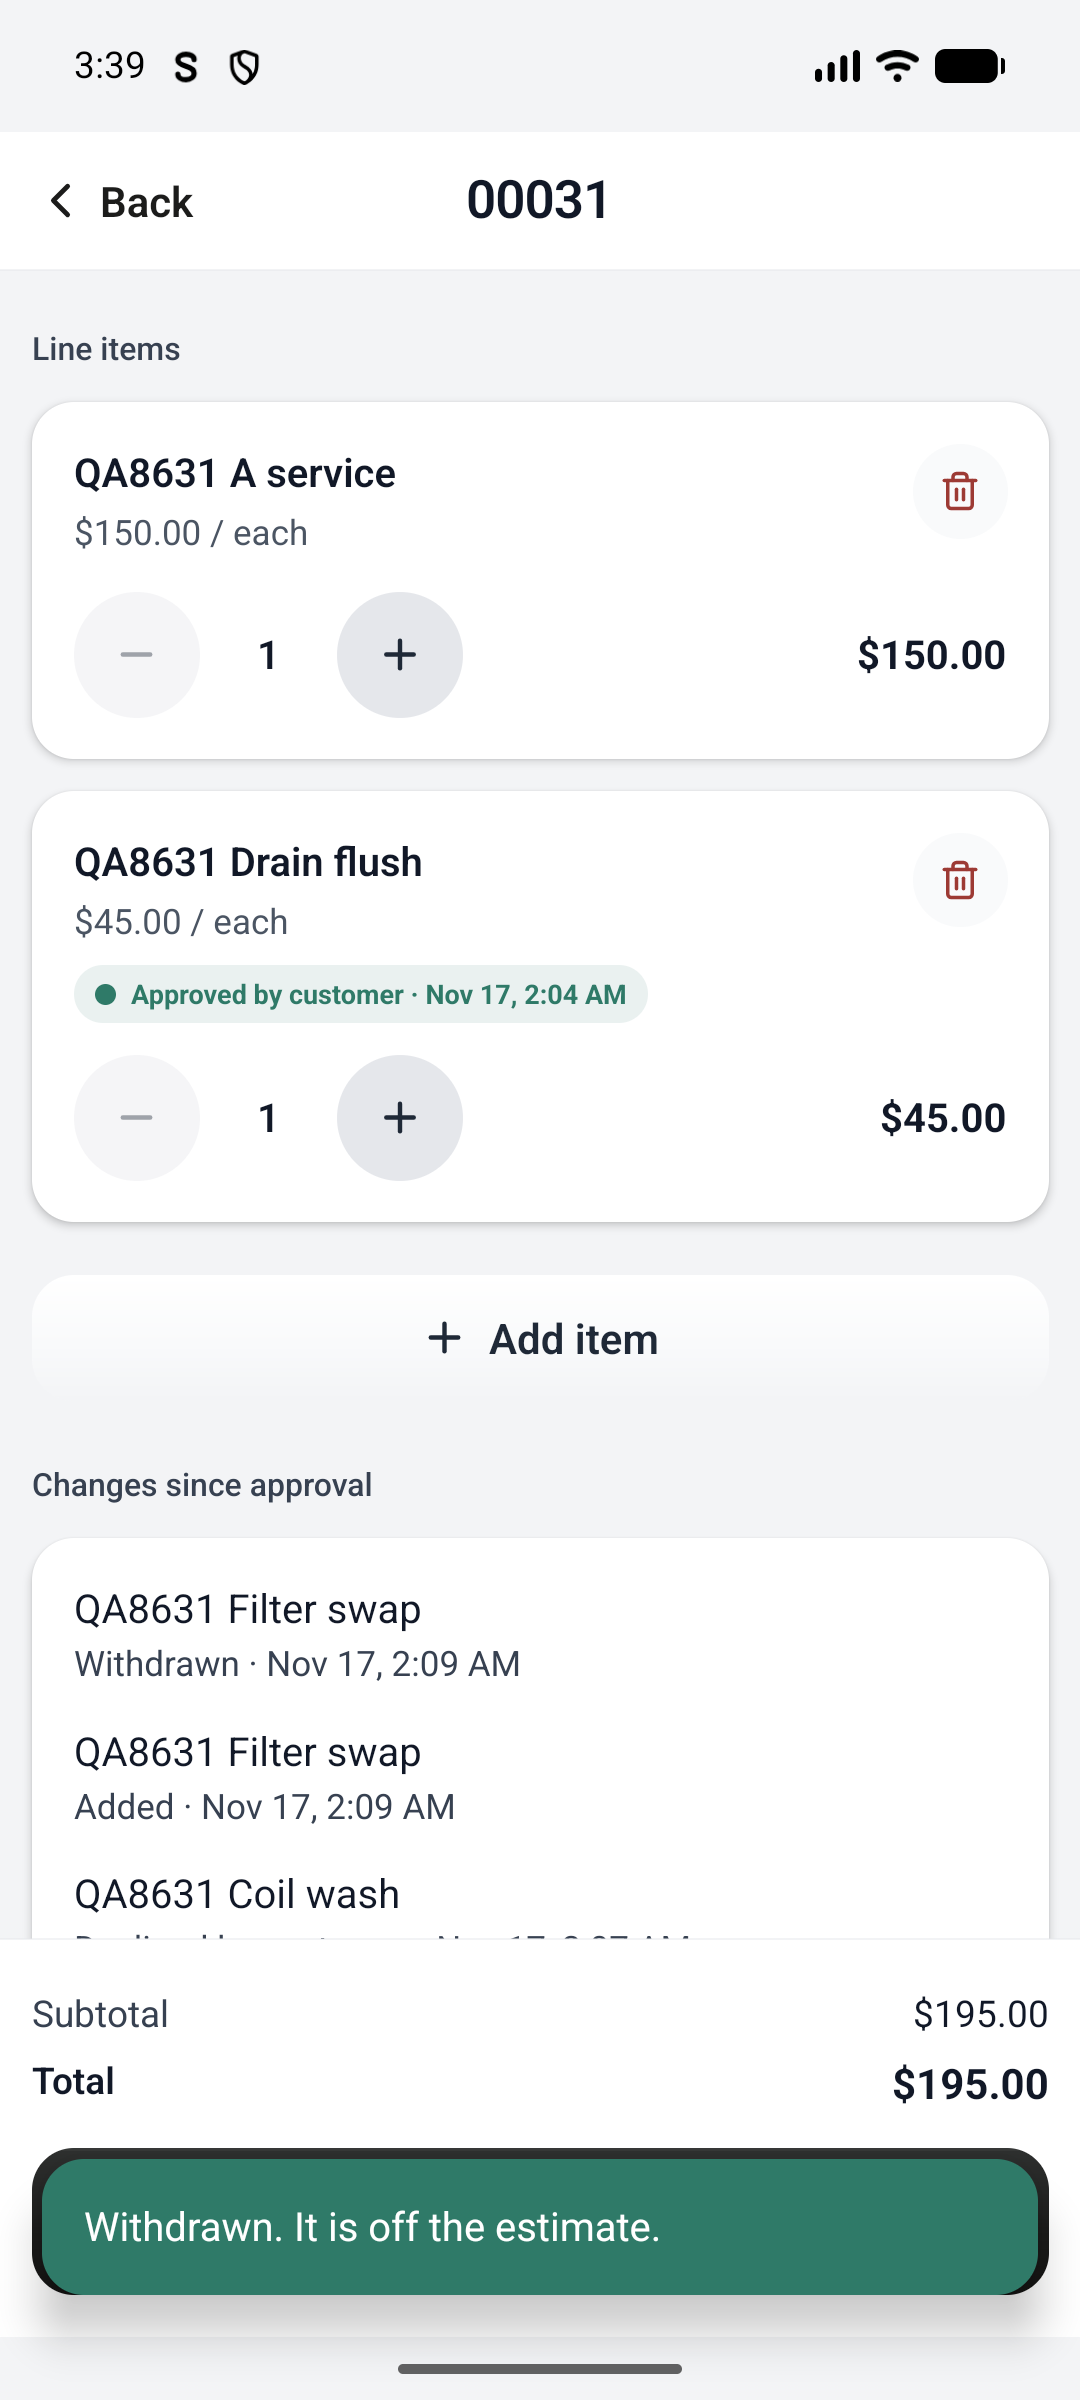 3:39 S
Back
00031
Line items
QA8631 A service
$150.00 / each
1
$150.00
QA8631 Drain flush
$45.00 / each
Approved by customer · Nov 17, 2:04 AM
1
$45.00
Add item
Changes since approval
QA8631 Filter swap
Withdrawn · Nov 17, 2:09 AM
QA8631 Filter swap
Added · Nov 17, 2:09 AM
QA8631 Coil wash
Subtotal $195.00
Total $195.00
Withdrawn. It is off the estimate.